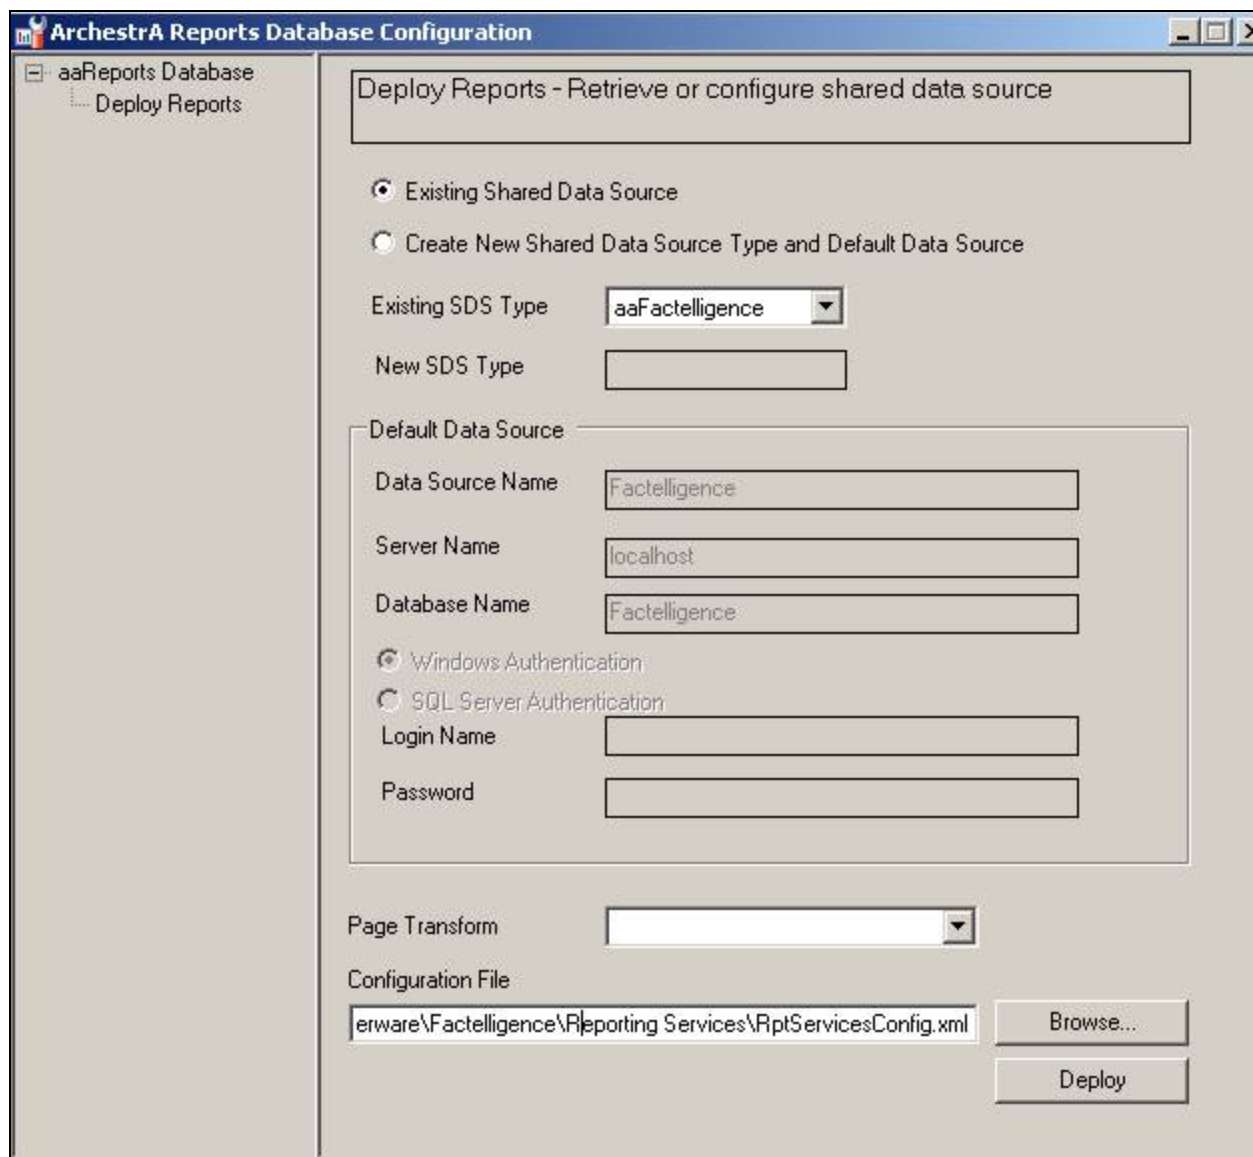 ArchestrA Reports Database Configuration
aaReports Database
Deploy Reports
Deploy Reports - Retrieve or configure shared data source
Existing Shared Data Source
Create New Shared Data Source Type and Default Data Source
Existing SDS Type
aaFactelligence
New SDS Type
Default Data Source
Data Source Name
Factelligence
Server Name
localhost
Database Name
Factelligence
Windows Authentication
SQL Server Authentication
Login Name
Password
Page Transform
Configuration File
erware\Factelligence\Reporting Services\RptServicesConfig.xml
Browse...
Deploy